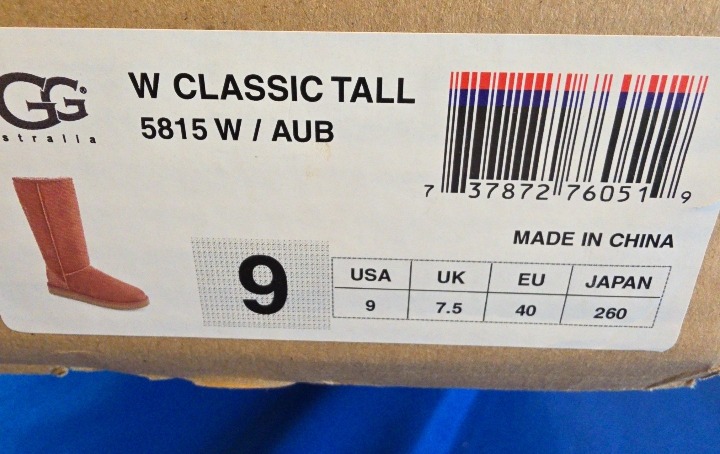 GG®
stralia
W CLASSIC TALL
5815 W / AUB
7 37872 76051 9
MADE IN CHINA
9
USA UK EU JAPAN
9 7.5 40 260